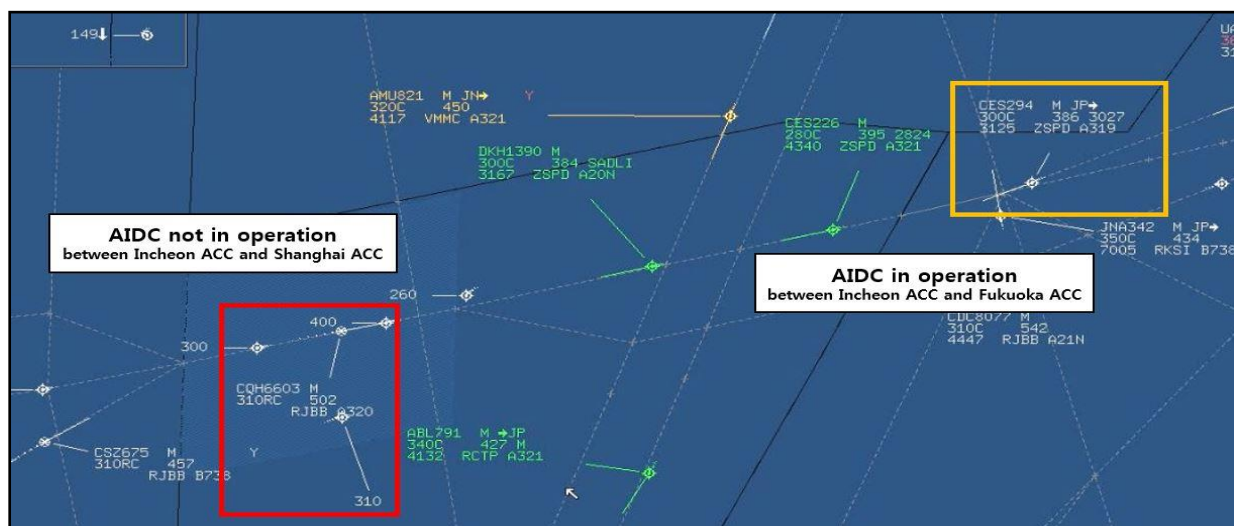 149⬇
UA
38
31
AMU821 M JN→ Y
320C 450
4117 VMMC A321
CES294 M JP→
300C 386 3027
3125 ZSPD A319
CES226 M
280C 395 2824
4340 ZSPD A321
DKH1390 M
300C 384 SADLI
3167 ZSPD A20N
AIDC not in operation
between Incheon ACC and Shanghai ACC
JNA342 M JP→
350C 434
7005 RKSI B738
AIDC in operation
between Incheon ACC and Fukuoka ACC
260
400
300
CDC8077 M
310C 542
4447 RJBB A21N
CQH6603 M
310RC 502
RJBB A320
ABL791 M →JP
340C 427 M
4132 RCTP A321
CSZ675 M Y
310RC 457
RJBB B738
310